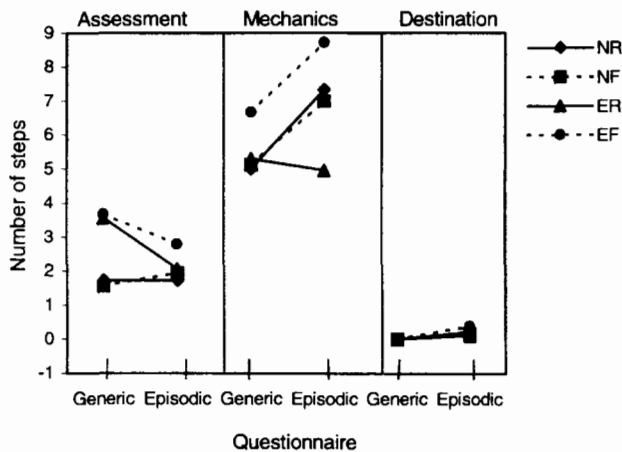 Assessment Mechanics Destination
9
8
7
6
5
4
3
2
1
0
-1
Number of steps
Generic Episodic Generic Episodic Generic Episodic
Questionnaire
NR
NF
ER
EF